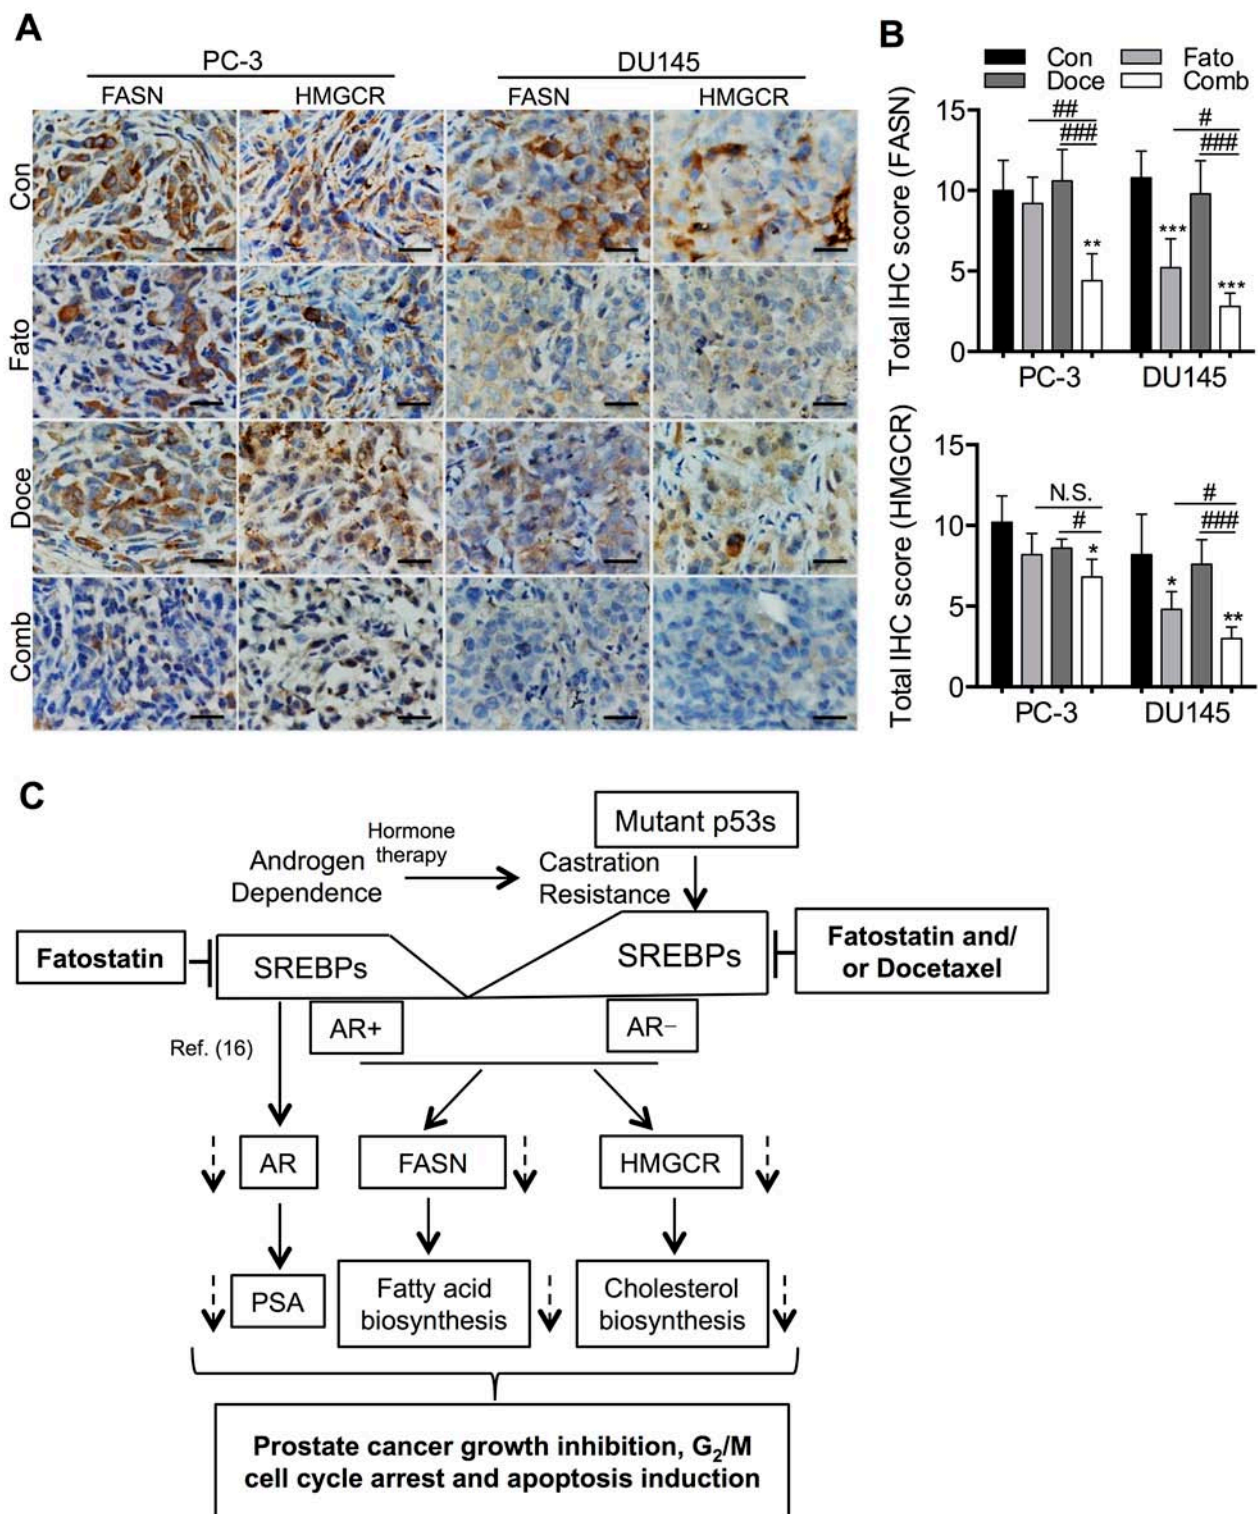 A
PC-3
DU145
FASN
HMGCR
FASN
HMGCR
Con
Fato
Doce
Comb
B
Con
Fato
Doce
Comb
Total IHC score (FASN)
15
10
5
0
##
###
**
#
###
***
***
PC-3
DU145
Total IHC score (HMGCR)
15
10
5
0
N.S.
#
*
#
###
*
**
PC-3
DU145
C
Mutant p53s
Hormone
therapy
Androgen
Dependence
Castration
Resistance
Fatostatin
SREBPs
SREBPs
Fatostatin and/
or Docetaxel
AR+
AR−
Ref. (16)
AR
FASN
HMGCR
PSA
Fatty acid
biosynthesis
Cholesterol
biosynthesis
Prostate cancer growth inhibition, G₂/M
cell cycle arrest and apoptosis induction